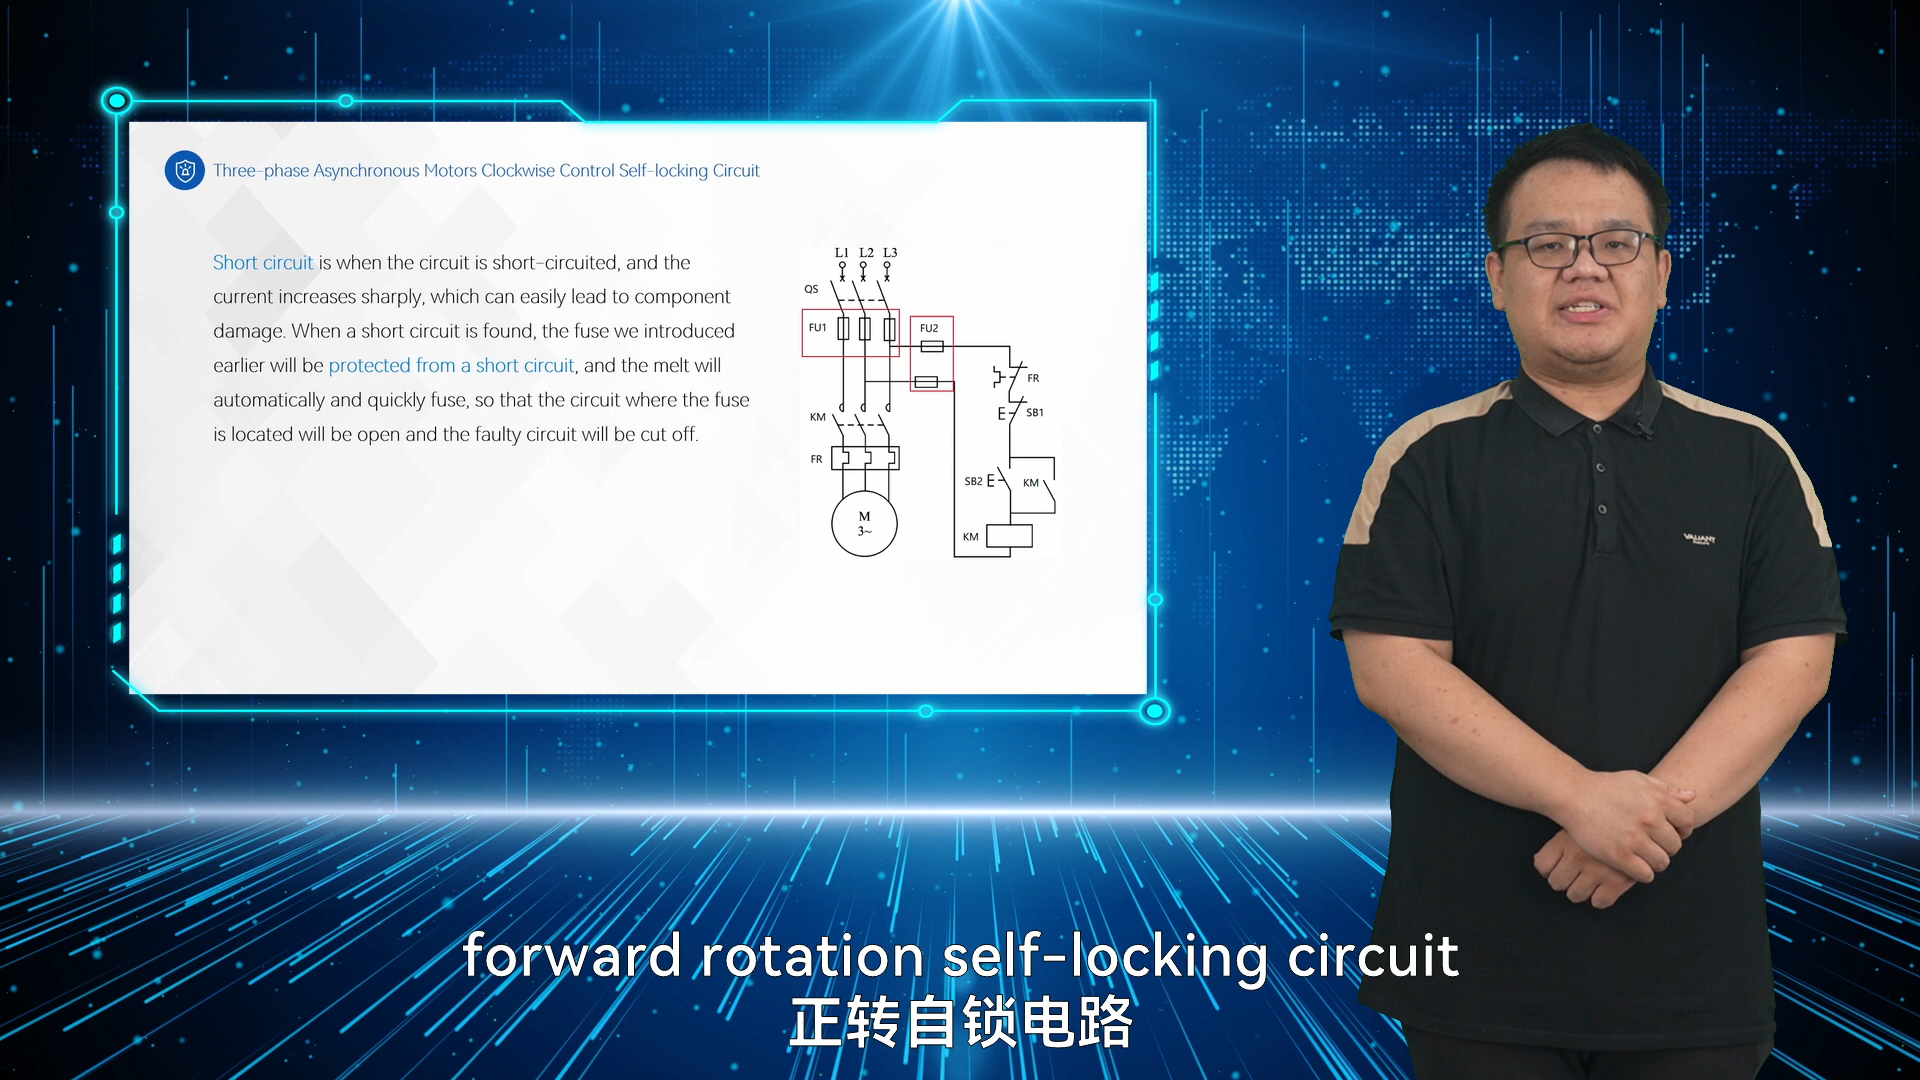 Three-phase Asynchronous Motors Clockwise Control Self-locking Circuit
Short circuit is when the circuit is short-circuited, and the
current increases sharply, which can easily lead to component
damage. When a short circuit is found, the fuse we introduced
earlier will be protected from a short circuit, and the melt will
automatically and quickly fuse, so that the circuit where the fuse
is located will be open and the faulty circuit will be cut off.
L1 L2 L3
QS
FU1
FU2
FR
SB1
KM
FR
SB2
KM
M
3~
KM
VALIANT
forward rotation self-locking circuit
正转自锁电路